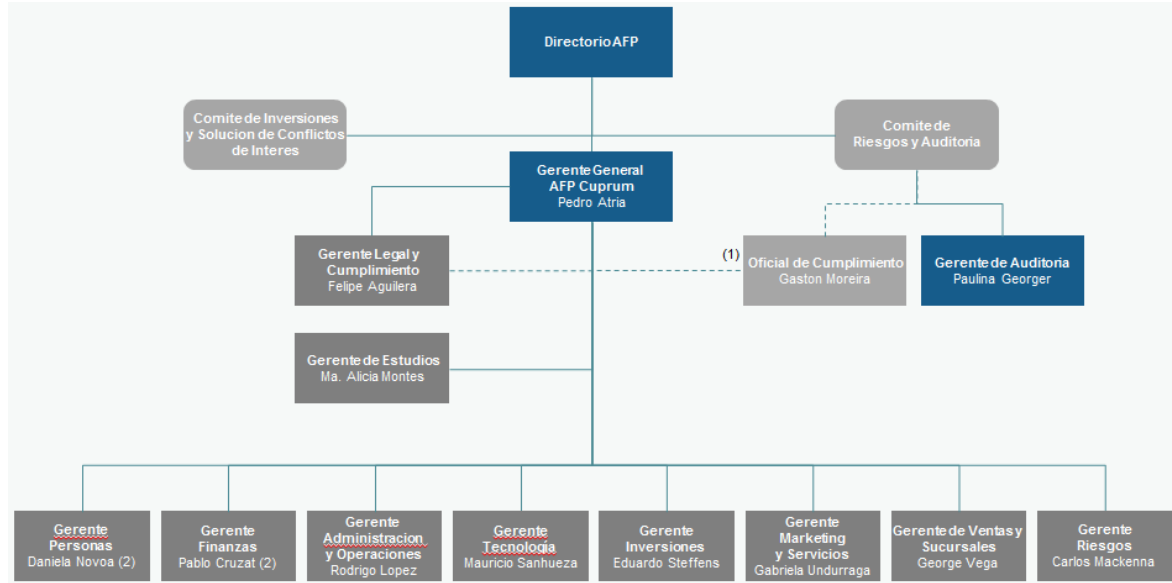 Directorio AFP
Comite de Inversiones
y Solucion de Conflictos
de Interes
Comite de
Riesgos y Auditoria
Gerente General
AFP Cuprum
Pedro Atria
Gerente Legal y
Cumplimiento
Felipe Aguilera
(1)
Oficial de Cumplimiento
Gaston Moreira
Gerente de Auditoria
Paulina Georger
Gerente de Estudios
Ma. Alicia Montes
Gerente
Personas
Daniela Novoa (2)
Gerente
Finanzas
Pablo Cruzat (2)
Gerente
Administracion
y Operaciones
Rodrigo Lopez
Gerente
Tecnologia
Mauricio Sanhueza
Gerente
Inversiones
Eduardo Steffens
Gerente
Marketing
y Servicios
Gabriela Undurraga
Gerente de Ventas y
Sucursales
George Vega
Gerente
Riesgos
Carlos Mackenna